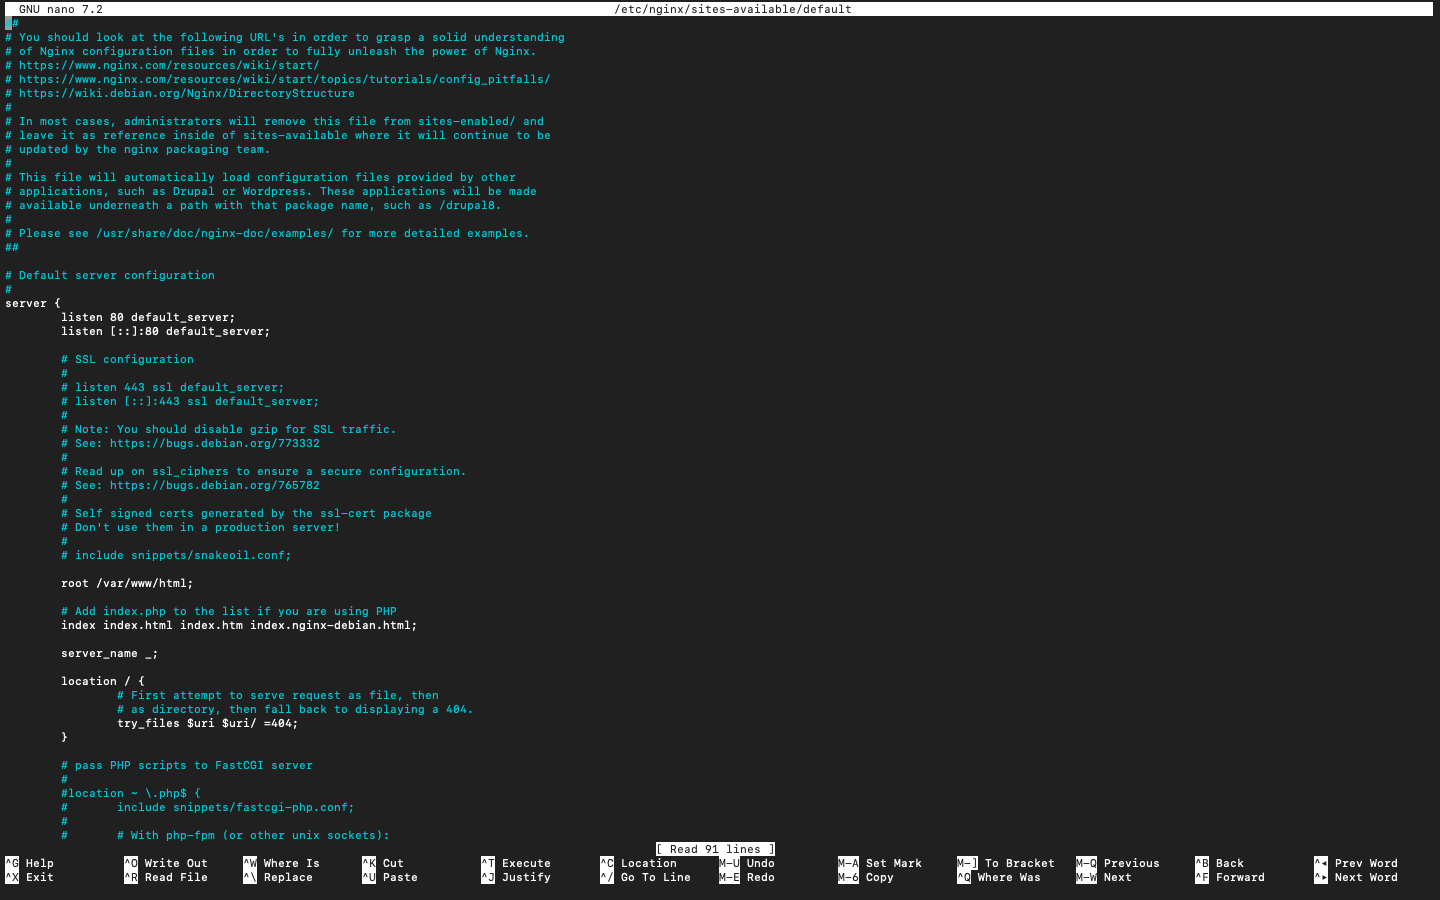 GNU nano 7.2 /etc/nginx/sites-available/default
##
# You should look at the following URL's in order to grasp a solid understanding
# of Nginx configuration files in order to fully unleash the power of Nginx.
# https://www.nginx.com/resources/wiki/start/
# https://www.nginx.com/resources/wiki/start/topics/tutorials/config_pitfalls/
# https://wiki.debian.org/Nginx/DirectoryStructure
#
# In most cases, administrators will remove this file from sites-enabled/ and
# leave it as reference inside of sites-available where it will continue to be
# updated by the nginx packaging team.
#
# This file will automatically load configuration files provided by other
# applications, such as Drupal or Wordpress. These applications will be made
# available underneath a path with that package name, such as /drupal8.
#
# Please see /usr/share/doc/nginx-doc/examples/ for more detailed examples.
##

# Default server configuration
#
server {
        listen 80 default_server;
        listen [::]:80 default_server;

        # SSL configuration
        #
        # listen 443 ssl default_server;
        # listen [::]:443 ssl default_server;
        #
        # Note: You should disable gzip for SSL traffic.
        # See: https://bugs.debian.org/773332
        #
        # Read up on ssl_ciphers to ensure a secure configuration.
        # See: https://bugs.debian.org/765782
        #
        # Self signed certs generated by the ssl-cert package
        # Don't use them in a production server!
        #
        # include snippets/snakeoil.conf;

        root /var/www/html;

        # Add index.php to the list if you are using PHP
        index index.html index.htm index.nginx-debian.html;

        server_name _;

        location / {
                # First attempt to serve request as file, then
                # as directory, then fall back to displaying a 404.
                try_files $uri $uri/ =404;
        }

        # pass PHP scripts to FastCGI server
        #
        #location ~ \.php$ {
        #       include snippets/fastcgi-php.conf;
        #
        #       # With php-fpm (or other unix sockets):
[ Read 91 lines ]
^G Help ^O Write Out ^W Where Is ^K Cut ^T Execute ^C Location M-U Undo M-A Set Mark M-] To Bracket M-Q Previous ^B Back ^◂ Prev Word
^X Exit ^R Read File ^\ Replace ^U Paste ^J Justify ^/ Go To Line M-E Redo M-6 Copy ^Q Where Was M-W Next ^F Forward ^▸ Next Word